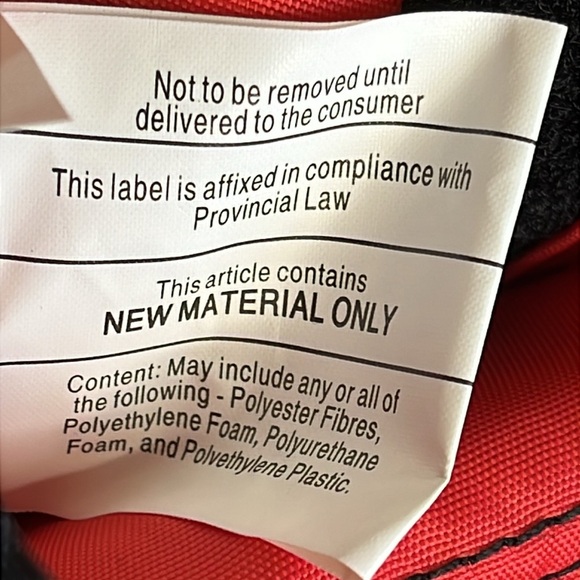 Not to be removed until
delivered to the consumer
This label is affixed in compliance with
Provincial Law
This article contains
NEW MATERIAL ONLY
Content: May include any or all of
the following - Polyester Fibres,
Polyethylene Foam, Polyurethane
Foam, and Polyethylene Plastic.